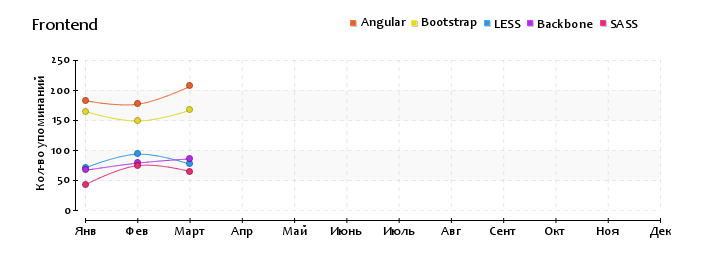 Frontend
Angular Bootstrap LESS Backbone SASS
Кол-во упоминаний
250
200
150
100
50
0
Янв Фев Март Апр Май Июнь Июль Авг Сент Окт Ноя Дек